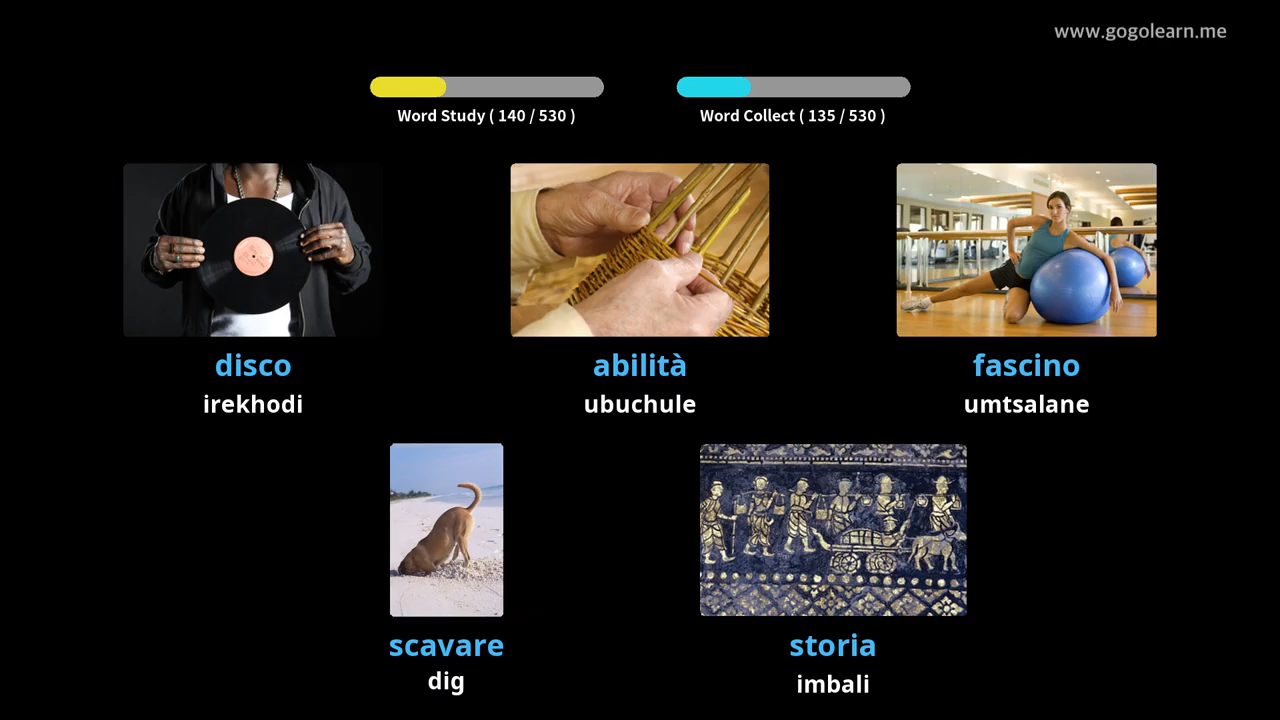 www.gogolearn.me
Word Study ( 140 / 530 )
Word Collect ( 135 / 530 )
disco
irekhodi
abilità
ubuchule
fascino
umtsalane
scavare
dig
storia
imbali